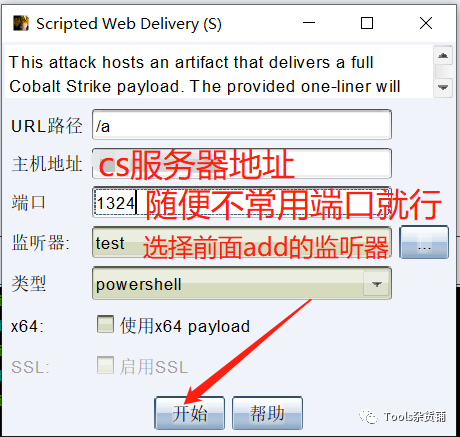 Scripted Web Delivery (S)
This attack hosts an artifact that delivers a full
Cobalt Strike payload. The provided one-liner will
URL路径 /a
主机地址 cs服务器地址
端口 1324 随便不常用端口就行
监听器: test 选择前面add的监听器 ...
类型 powershell
x64: 使用x64 payload
SSL: 启用SSL
开始 帮助
Tools杂货铺